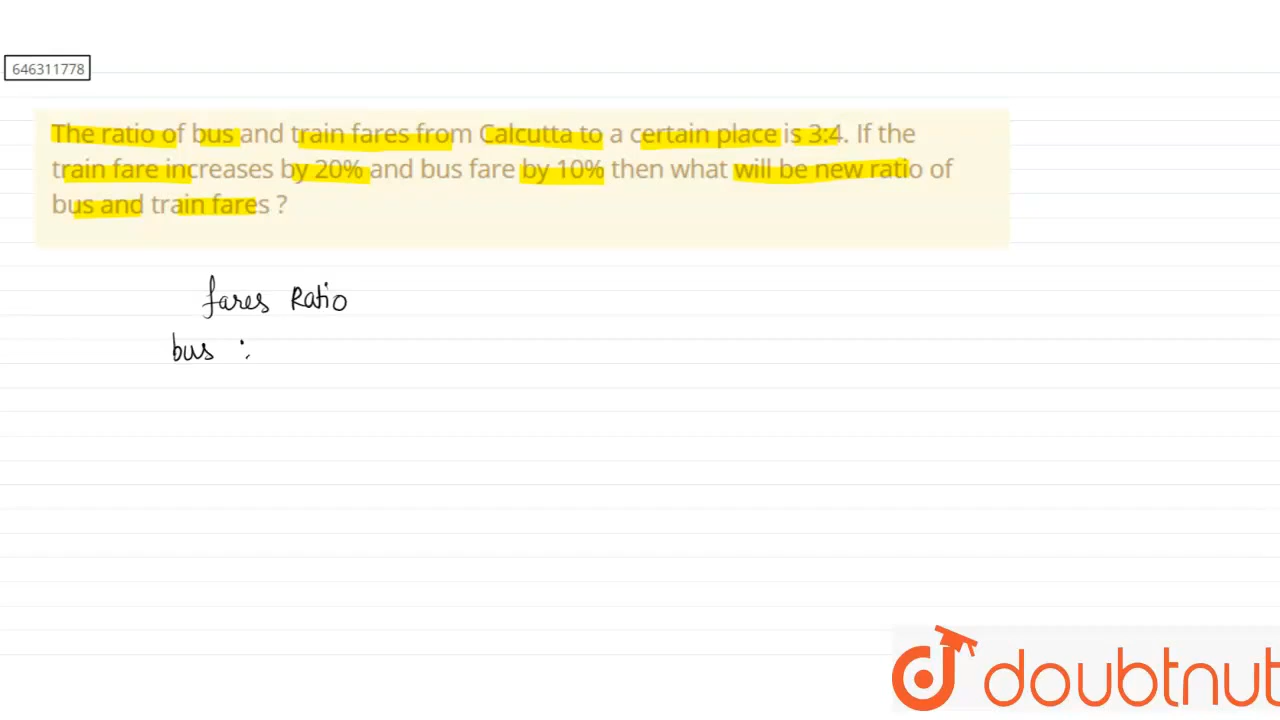 646311778
The ratio of bus and train fares from Calcutta to a certain place is 3:4. If the
train fare increases by 20% and bus fare by 10% then what will be new ratio of
bus and train fares ?
fares Ratio
bus :
doubtnut